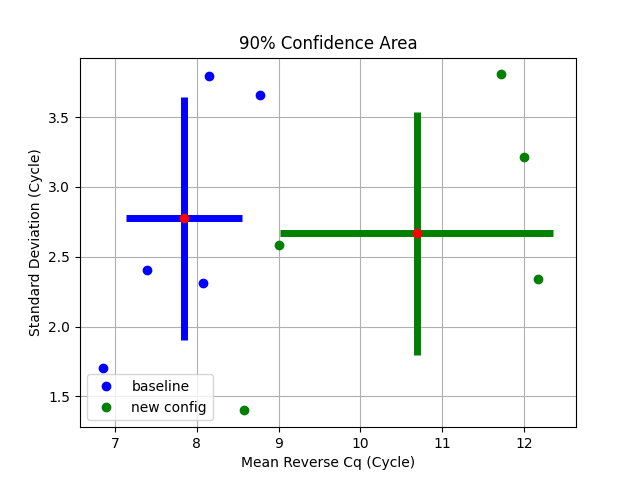 90% Confidence Area
Standard Deviation (Cycle)
3.5
3.0
2.5
2.0
1.5
baseline
new config
7 8 9 10 11 12
Mean Reverse Cq (Cycle)